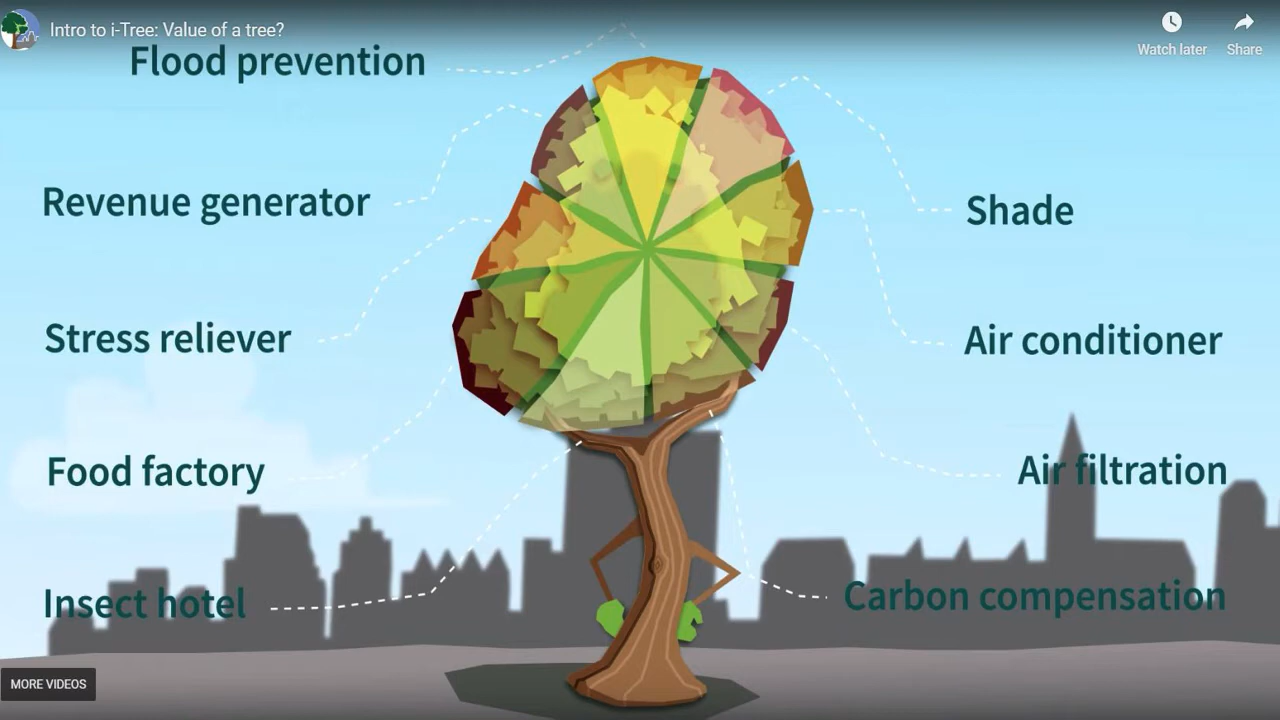 Intro to i-Tree: Value of a tree?
Watch later
Share
Flood prevention
Revenue generator
Shade
Stress reliever
Air conditioner
Food factory
Air filtration
Insect hotel
Carbon compensation
MORE VIDEOS